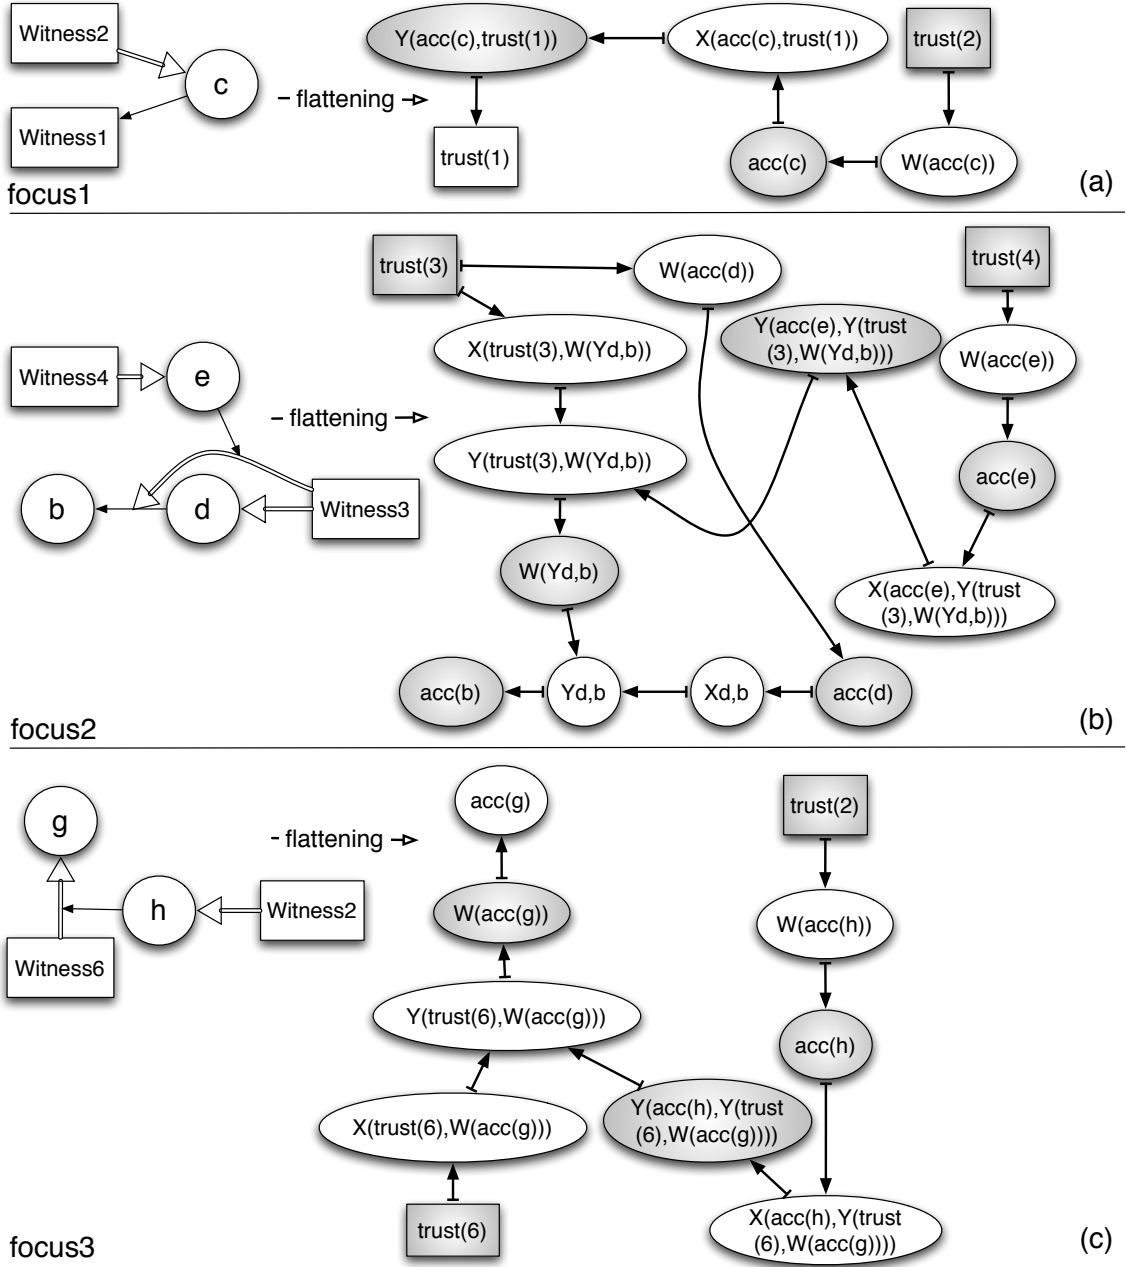 Witness2
c
Witness1
– flattening
Y(acc(c),trust(1))
X(acc(c),trust(1))
trust(2)
trust(1)
acc(c)
W(acc(c))
focus1
(a)
trust(3)
W(acc(d))
trust(4)
X(trust(3),W(Yd,b))
Y(acc(e),Y(trust
(3),W(Yd,b)))
W(acc(e))
Witness4
e
– flattening
Y(trust(3),W(Yd,b))
acc(e)
b
d
Witness3
W(Yd,b)
X(acc(e),Y(trust
(3),W(Yd,b)))
acc(b)
Yd,b
Xd,b
acc(d)
focus2
(b)
g
– flattening
acc(g)
trust(2)
h
Witness2
W(acc(g))
W(acc(h))
Witness6
Y(trust(6),W(acc(g)))
acc(h)
X(trust(6),W(acc(g)))
Y(acc(h),Y(trust
(6),W(acc(g))))
trust(6)
X(acc(h),Y(trust
(6),W(acc(g))))
focus3
(c)